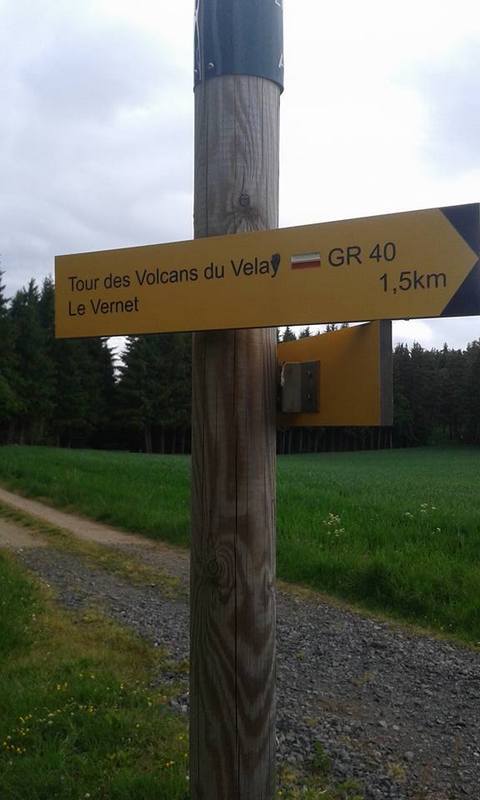 Tour des Volcans du Velay GR 40
Le Vernet 1,5km